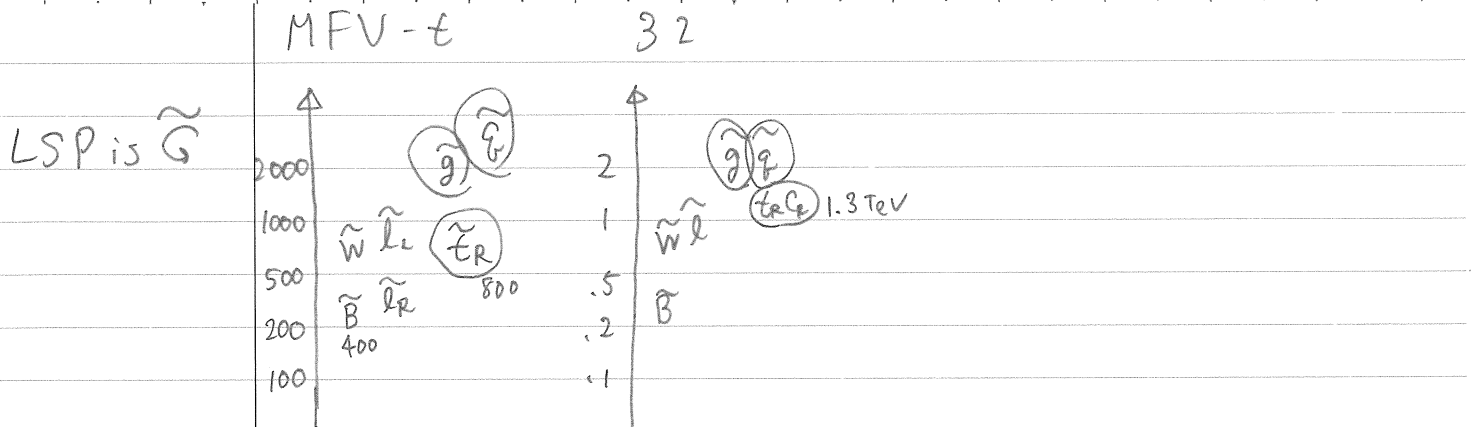 MFV-t 32
LSP is G̃
g̃ q̃ g̃ q̃
2000 2
t̃R c̃R 1.3 TeV
1000 1
W̃ l̃L t̃R W̃ l̃
500 800 .5
B̃ l̃R B̃
200 .2
400
100 .1